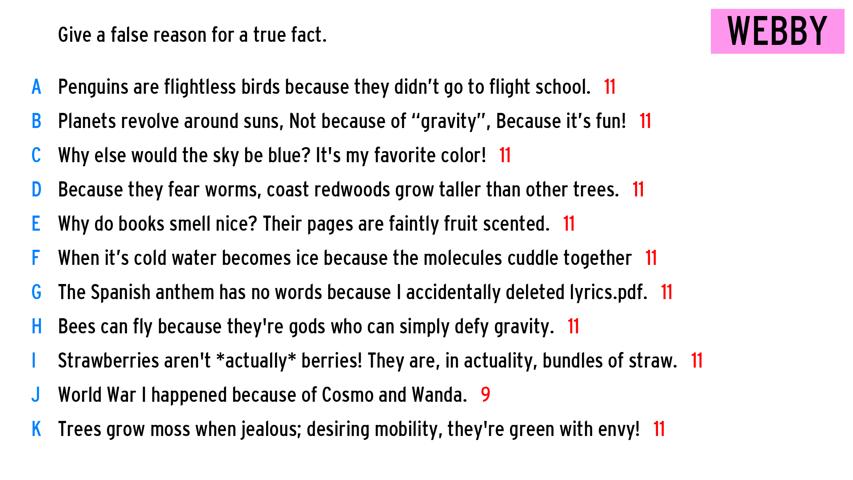 Give a false reason for a true fact.
WEBBY
A Penguins are flightless birds because they didn’t go to flight school. 11
B Planets revolve around suns, Not because of “gravity”, Because it’s fun! 11
C Why else would the sky be blue? It's my favorite color! 11
D Because they fear worms, coast redwoods grow taller than other trees. 11
E Why do books smell nice? Their pages are faintly fruit scented. 11
F When it’s cold water becomes ice because the molecules cuddle together 11
G The Spanish anthem has no words because I accidentally deleted lyrics.pdf. 11
H Bees can fly because they're gods who can simply defy gravity. 11
I Strawberries aren't *actually* berries! They are, in actuality, bundles of straw. 11
J World War I happened because of Cosmo and Wanda. 9
K Trees grow moss when jealous; desiring mobility, they're green with envy! 11